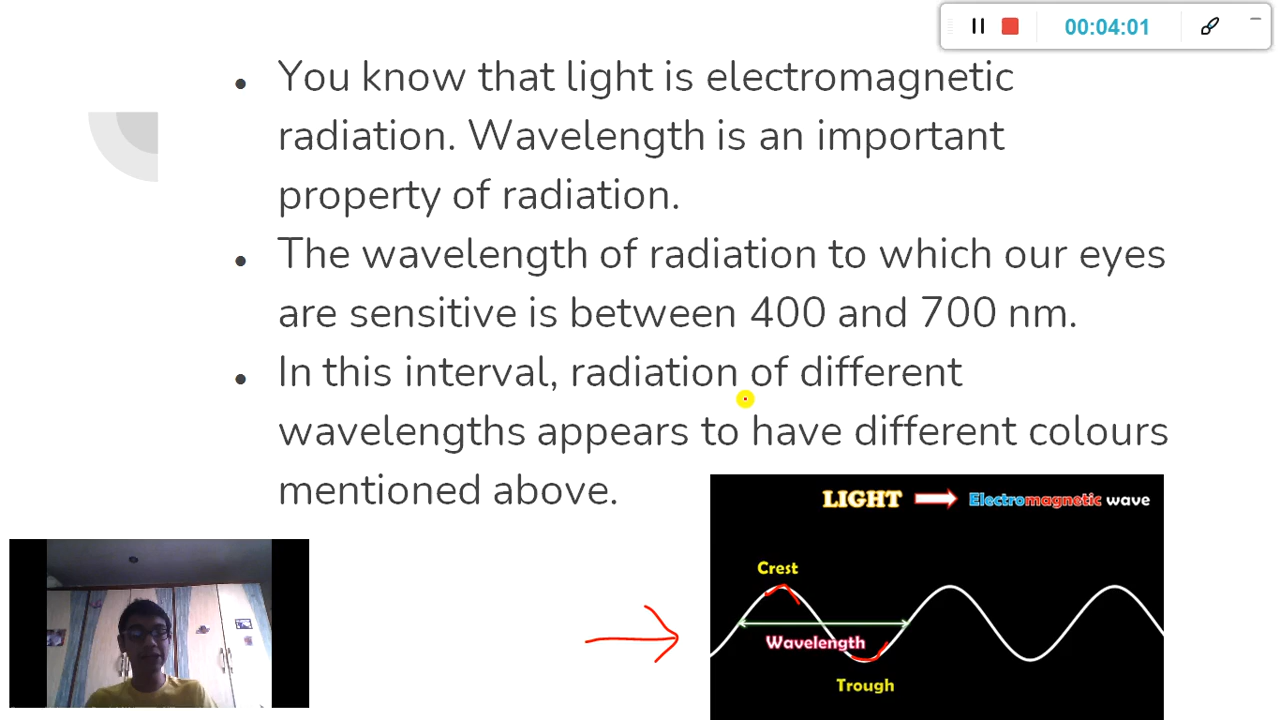 00:04:01
You know that light is electromagnetic
radiation. Wavelength is an important
property of radiation.
The wavelength of radiation to which our eyes
are sensitive is between 400 and 700 nm.
In this interval, radiation of different
wavelengths appears to have different colours
mentioned above.
LIGHT Electromagnetic wave
Crest
Wavelength
Trough